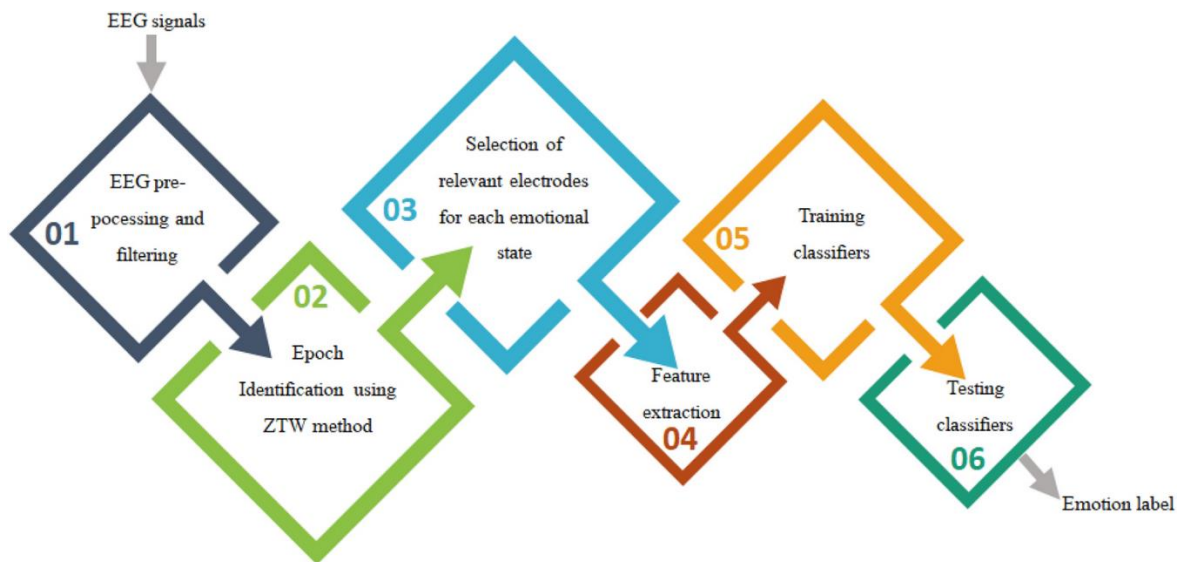 EEG signals
01
EEG pre-
pocessing and
filtering
02
Epoch
Identification using
ZTW method
03
Selection of
relevant electrodes
for each emotional
state
Feature
extraction
04
05
Training
classifiers
Testing
classifiers
06
Emotion label